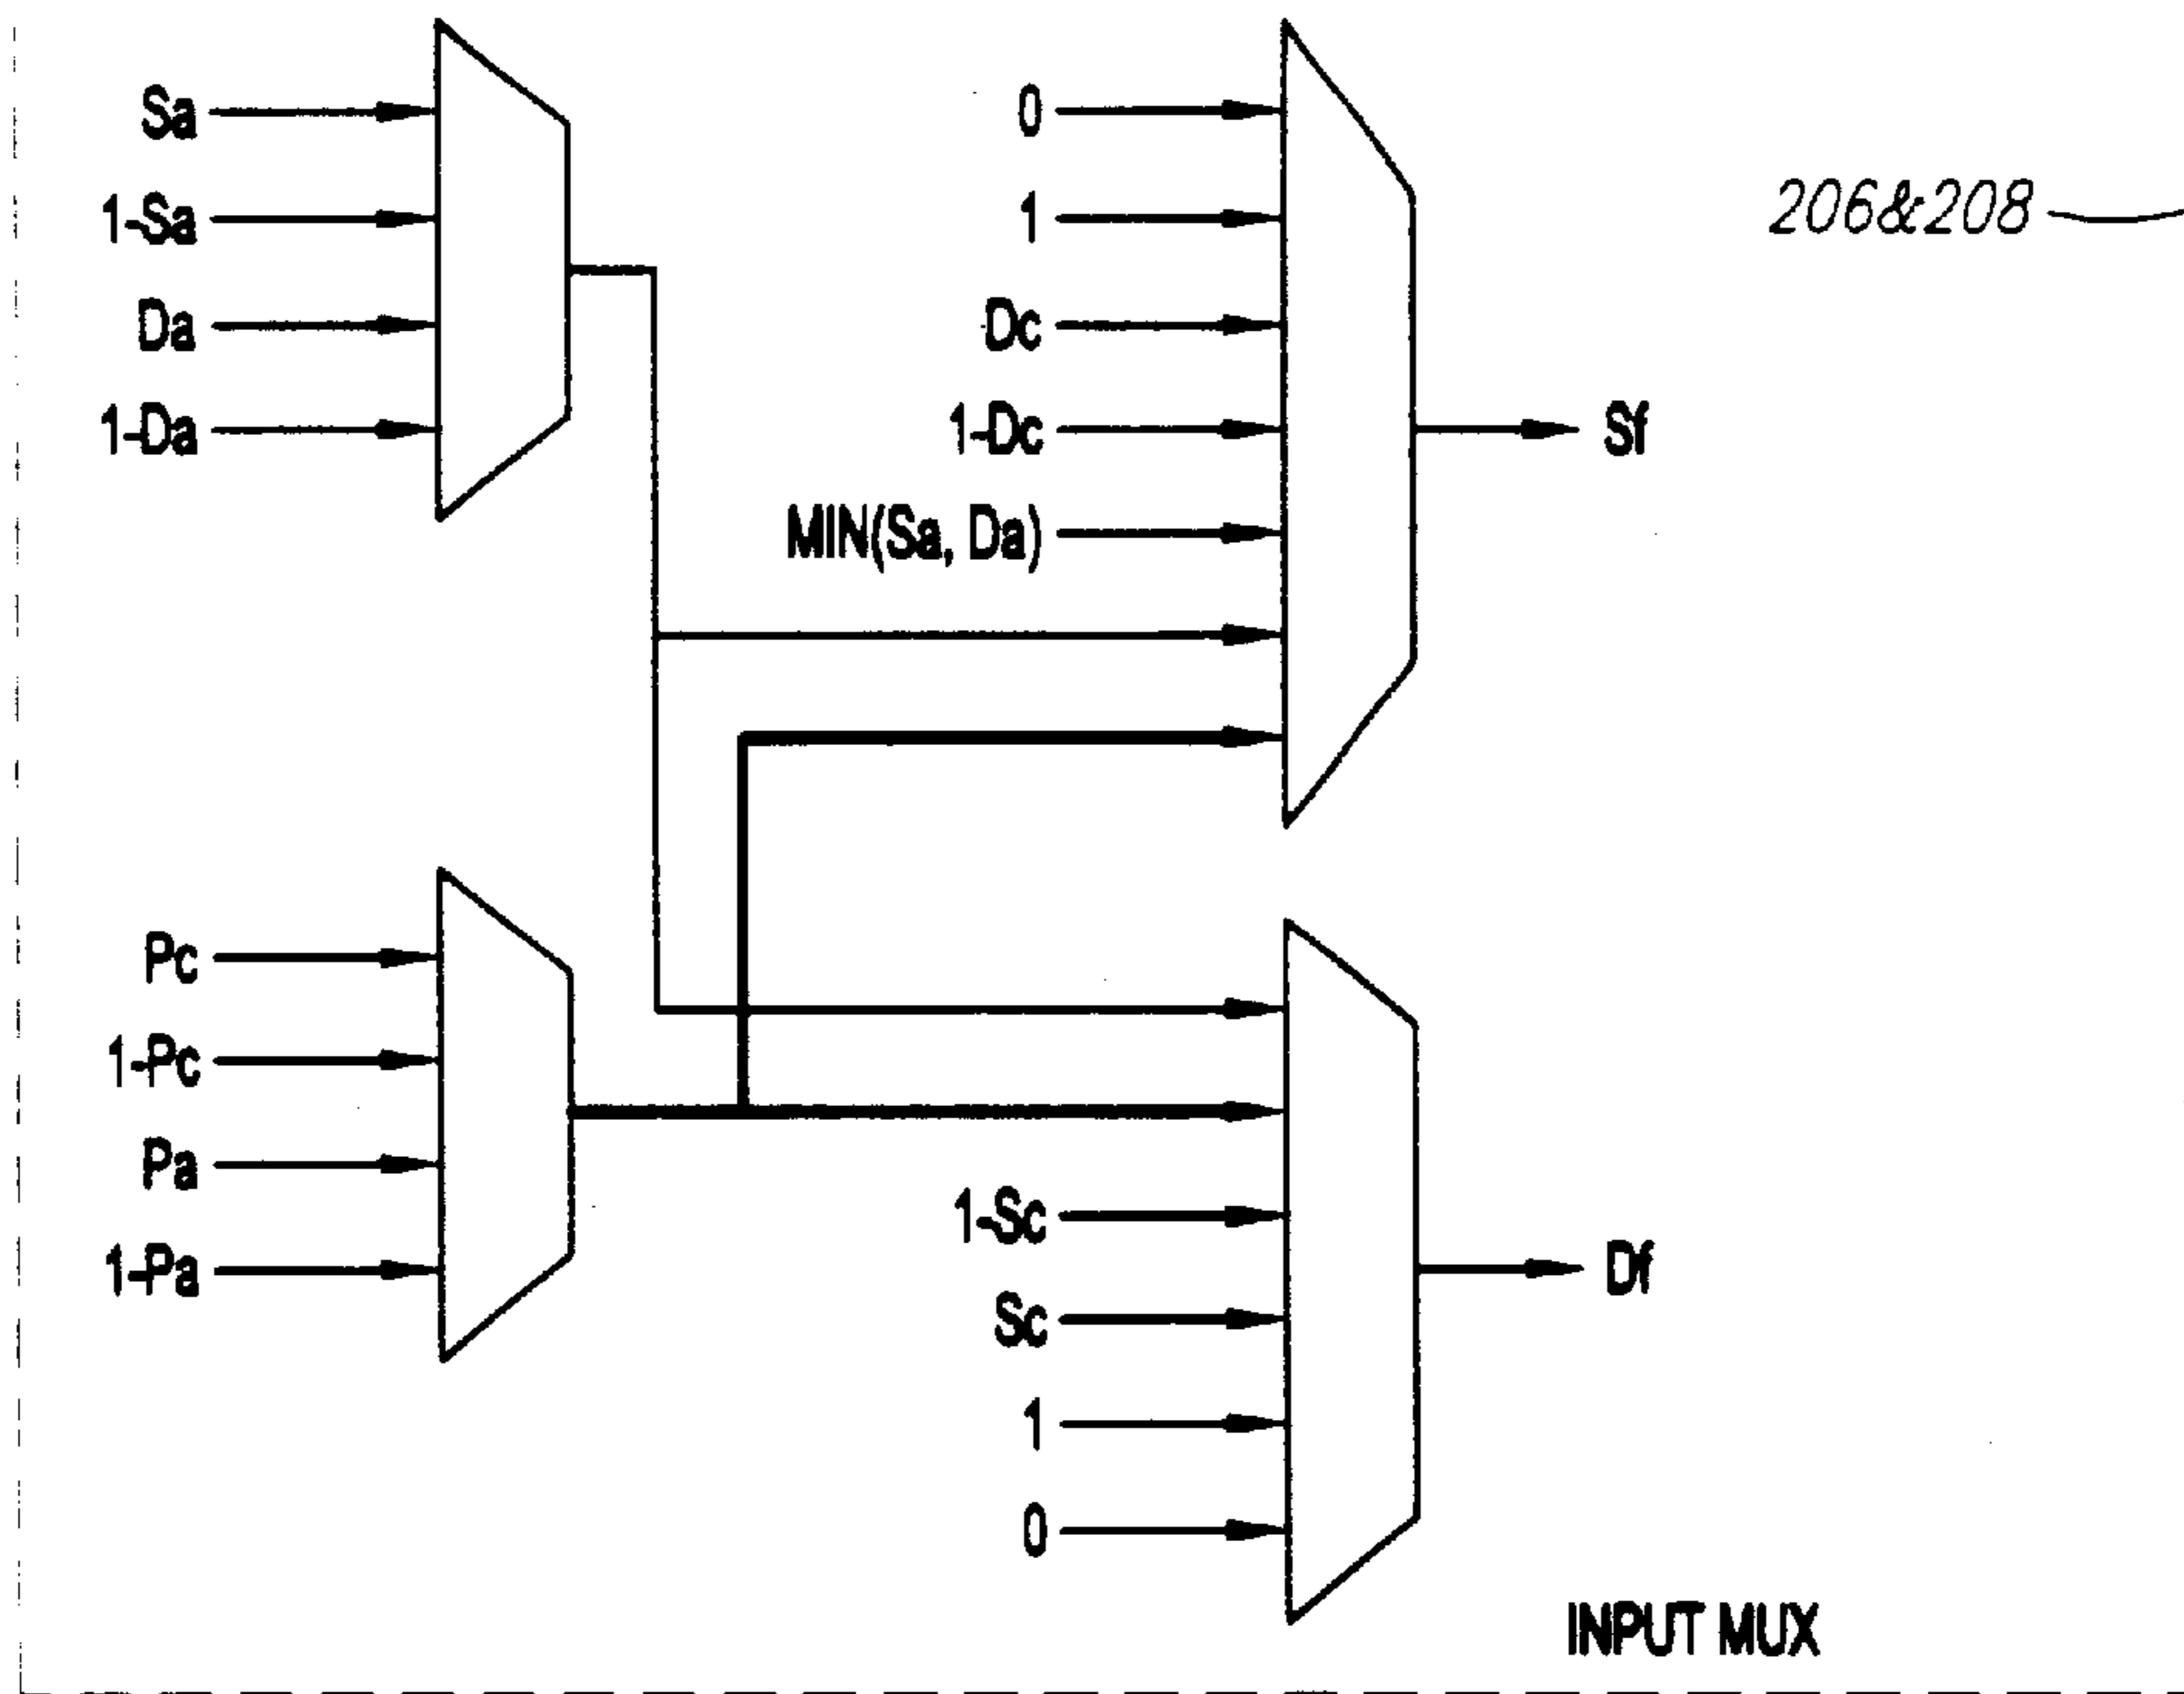 Sa
1-Sa
Da
1-Da
0
1
Dc
1-Dc
MIN(Sa, Da)
Sf
206&208
Pc
1-Pc
Pa
1-Pa
1-Sc
Sc
1
0
Df
INPUT MUX